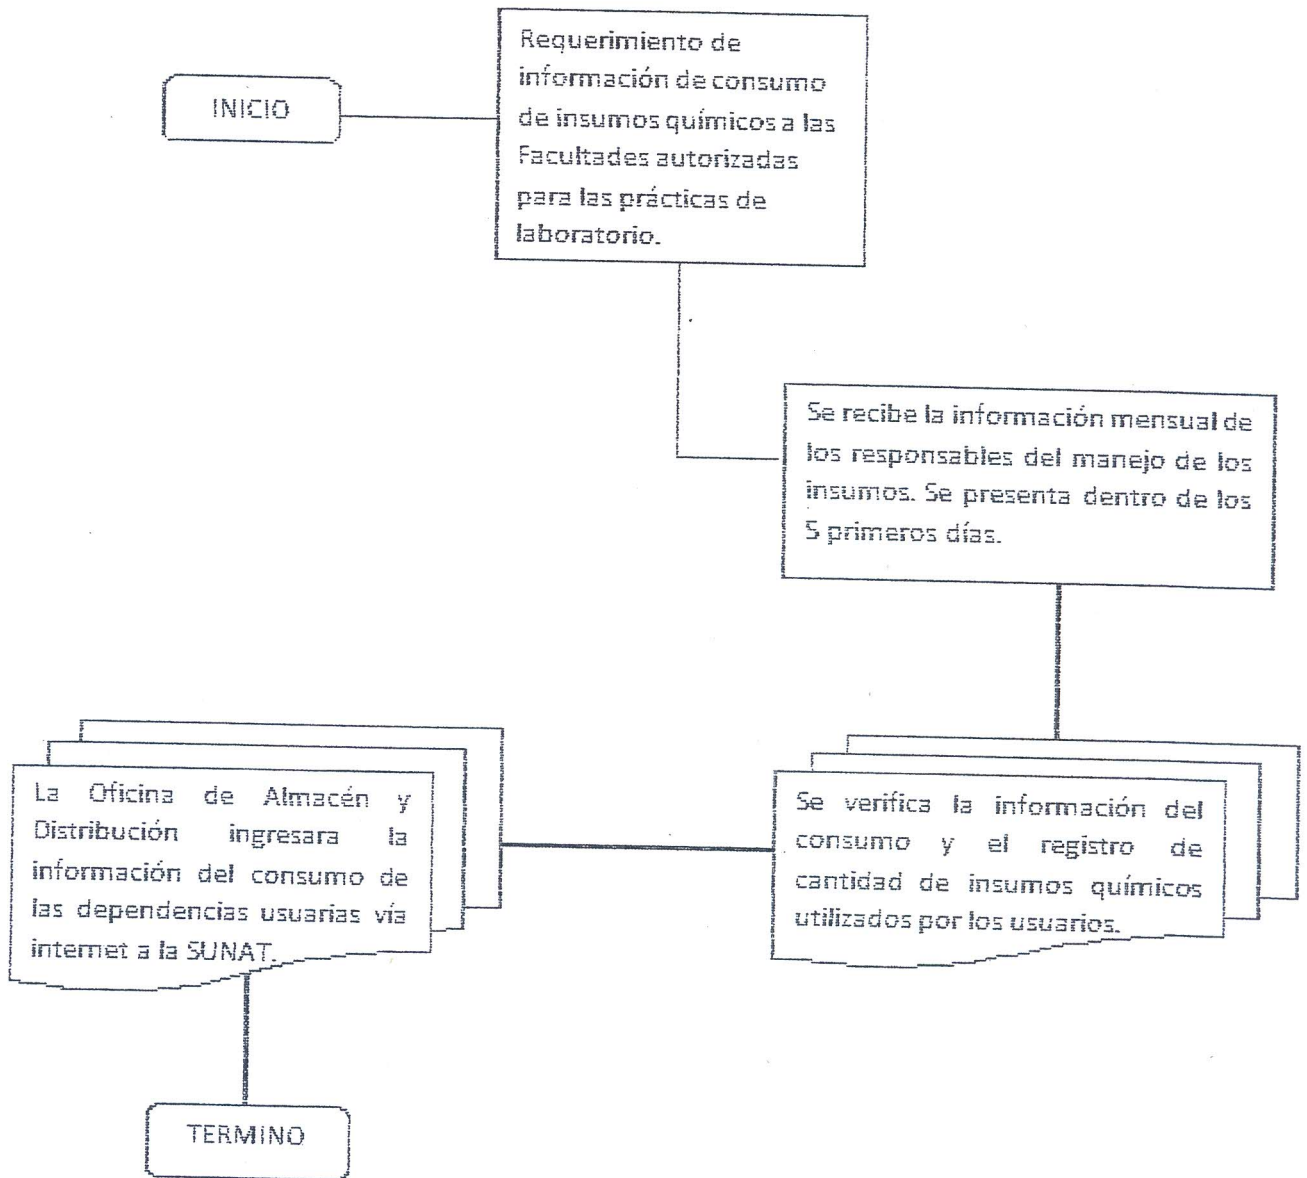 INICIO
Requerimiento de
información de consumo
de insumos químicos a las
Facultades autorizadas
para las prácticas de
laboratorio.
Se recibe la información mensual de
los responsables del manejo de los
insumos. Se presenta dentro de los
5 primeros días.
Se verifica la información del
consumo y el registro de
cantidad de insumos químicos
utilizados por los usuarios.
La Oficina de Almacén y
Distribución ingresara la
información del consumo de
las dependencias usuarias vía
internet a la SUNAT.
TERMINO